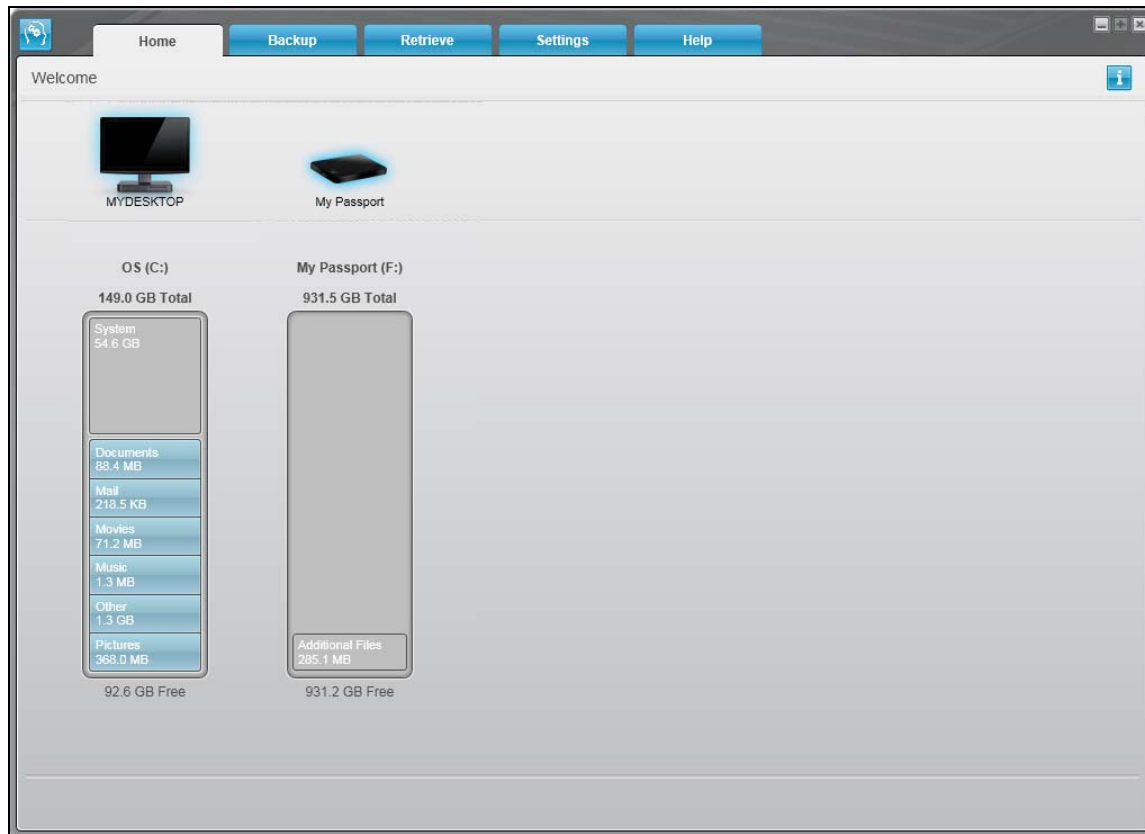 Home
Backup
Retrieve
Settings
Help
Welcome
i
MYDESKTOP
My Passport
OS (C:)
My Passport (F:)
149.0 GB Total
931.5 GB Total
System
54.6 GB
Documents
88.4 MB
Mail
218.5 KB
Movies
71.2 MB
Music
1.3 MB
Other
1.3 GB
Pictures
368.0 MB
Additional Files
285.1 MB
92.6 GB Free
931.2 GB Free